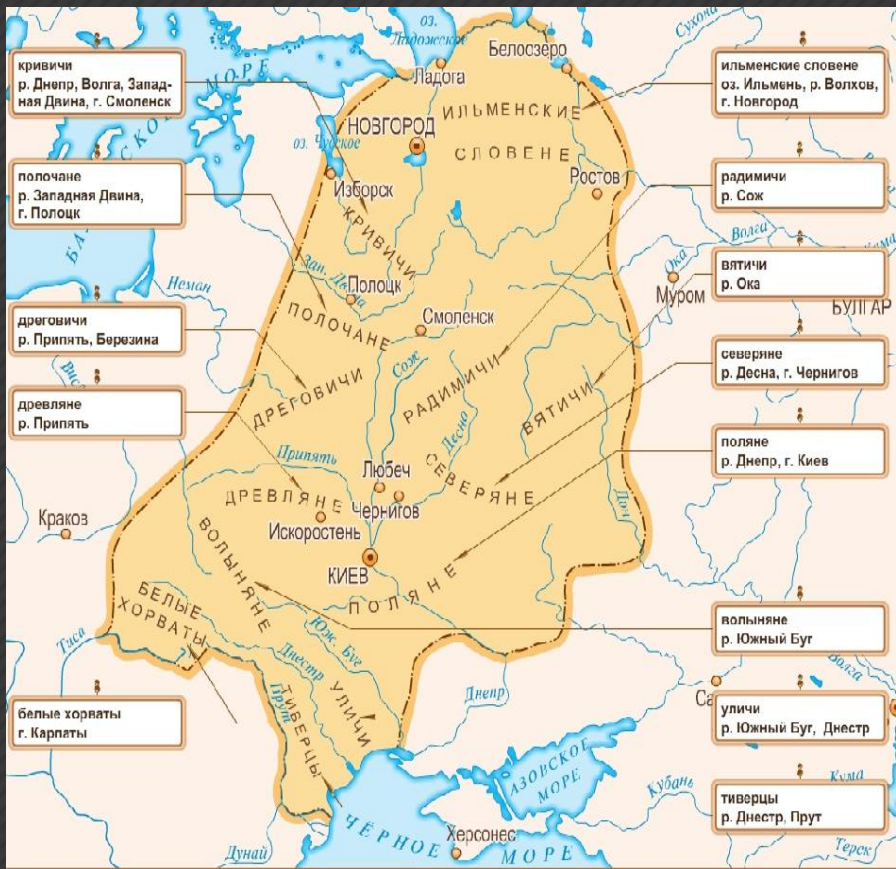 кривичи
р. Днепр, Волга, Запад-
ная Двина, г. Смоленск
полочане
р. Западная Двина,
г. Полоцк
дреговичи
р. Припять, Березина
древляне
р. Припять
белые хорваты
г. Карпаты
ильменские словене
оз. Ильмень, р. Волхов,
г. Новгород
радимичи
р. Сож
вятичи
р. Ока
северяне
р. Десна, г. Чернигов
поляне
р. Днепр, г. Киев
волыняне
р. Южный Буг
уличи
р. Южный Буг, Днестр
тиверцы
р. Днестр, Прут
оз.
Ладожское
Ладога
Белоозеро
Сухона
МОРЕ
НОВГОРОД
ИЛЬМЕНСКИЕ
СЛОВЕНЕ
оз. Чудское
Изборск
Ростов
КРИВИЧИ
Волга
Кама
Ока
Муром
БУЛГАР
Зап. Двина
Полоцк
Неман
ПОЛОЧАНЕ
Смоленск
Сож
ДРЕГОВИЧИ
РАДИМИЧИ
ВЯТИЧИ
Десно
Припять
Любеч
СЕВЕРЯНЕ
ДРЕВЛЯНЕ
Чернигов
Искоростень
Дон
Краков
КИЕВ
ВОЛЫНЯНЕ
ПОЛЯНЕ
БЕЛЫЕ
ХОРВАТЫ
Тиса
Юж. Буг
Днестр
Прут
УЛИЧИ
ТИВЕРЦЫ
Днепр
Волга
АЗОВСКОЕ
МОРЕ
Кубань
Кума
Терек
Дунай
ЧЁРНОЕ МОРЕ
Херсонес